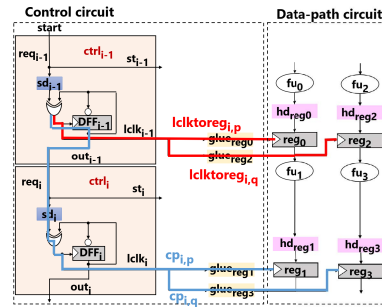 Control circuit
Data-path circuit
start
req_{i-1}
ctrl_{i-1}
st_{i-1}
sd_{i-1}
DFF_{i-1}
lclk_{i-1}
out_{i-1}
lclktoreg_{i,p}
glue_{reg0}
glue_{reg2}
lclktoreg_{i,q}
fu_0
fu_2
hd_{reg0}
hd_{reg2}
reg_0
reg_2
fu_1
fu_3
req_i
ctrl_i
st_i
sd_i
DFF_i
lclk_i
out_i
cp_{i,p}
glue_{reg1}
cp_{i,q}
glue_{reg3}
hd_{reg1}
hd_{reg3}
reg_1
reg_3